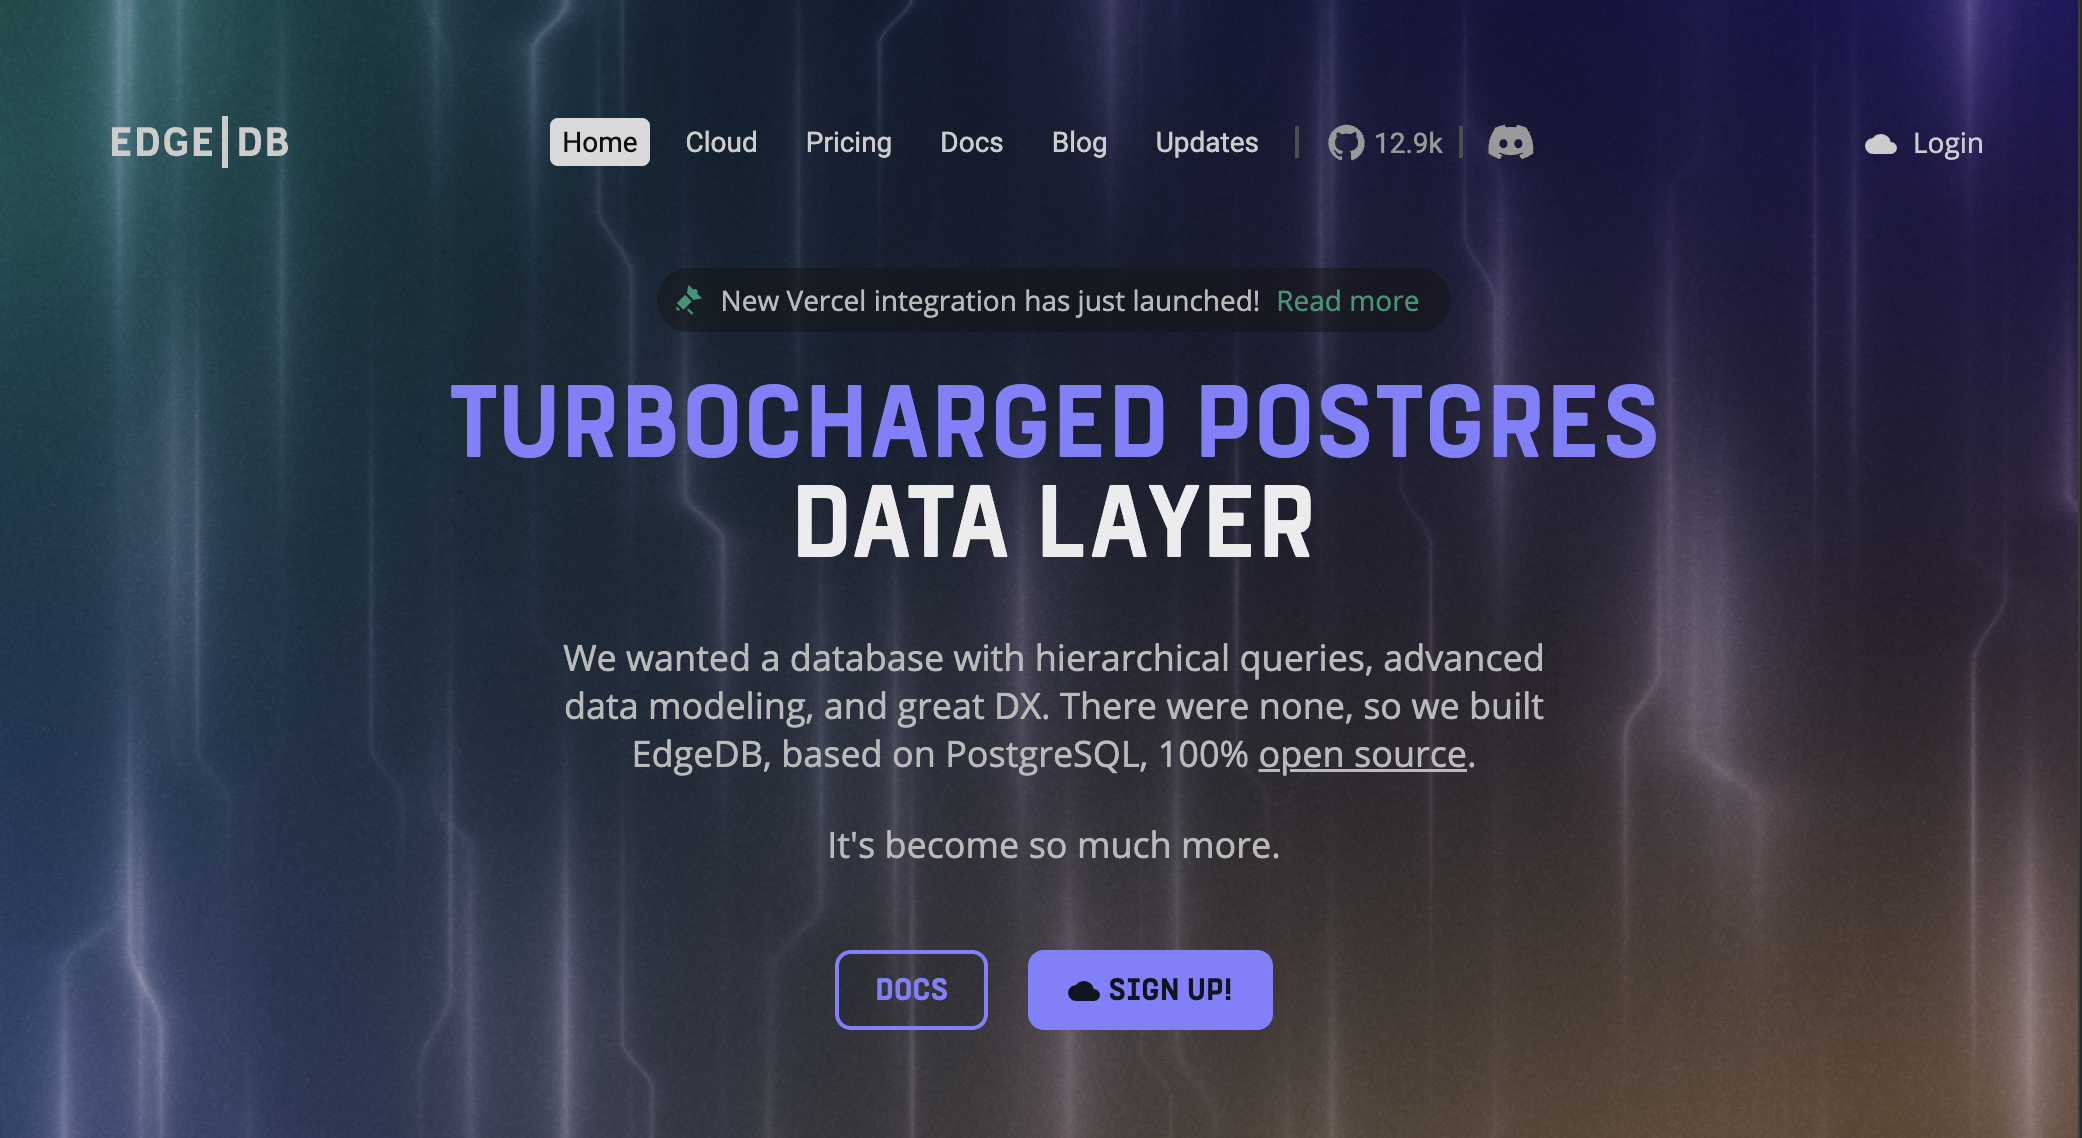 EDGE|DB
Home
Cloud
Pricing
Docs
Blog
Updates
12.9k
Login
New Vercel integration has just launched! Read more
TURBOCHARGED POSTGRES
DATA LAYER
We wanted a database with hierarchical queries, advanced
data modeling, and great DX. There were none, so we built
EdgeDB, based on PostgreSQL, 100% open source.
It's become so much more.
DOCS
SIGN UP!